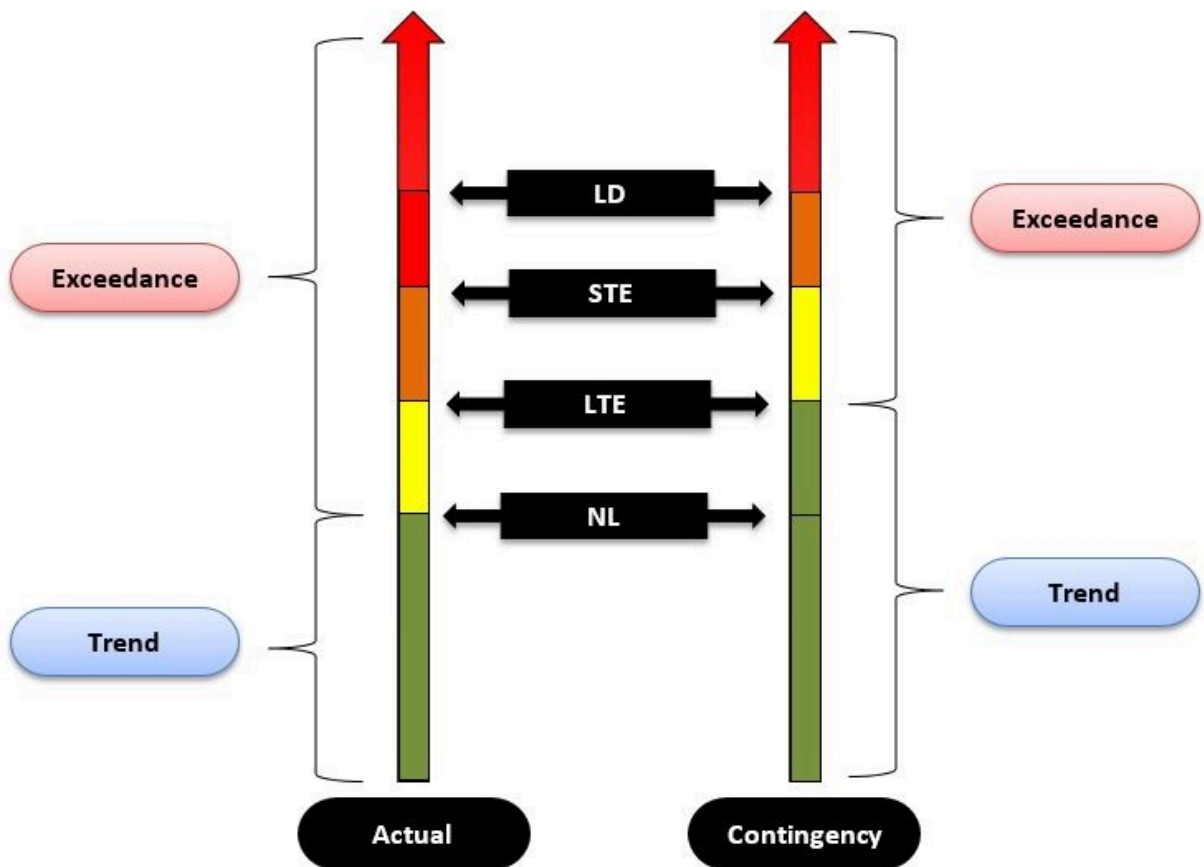 LD
Exceedance
Exceedance
STE
LTE
NL
Trend
Trend
Actual
Contingency